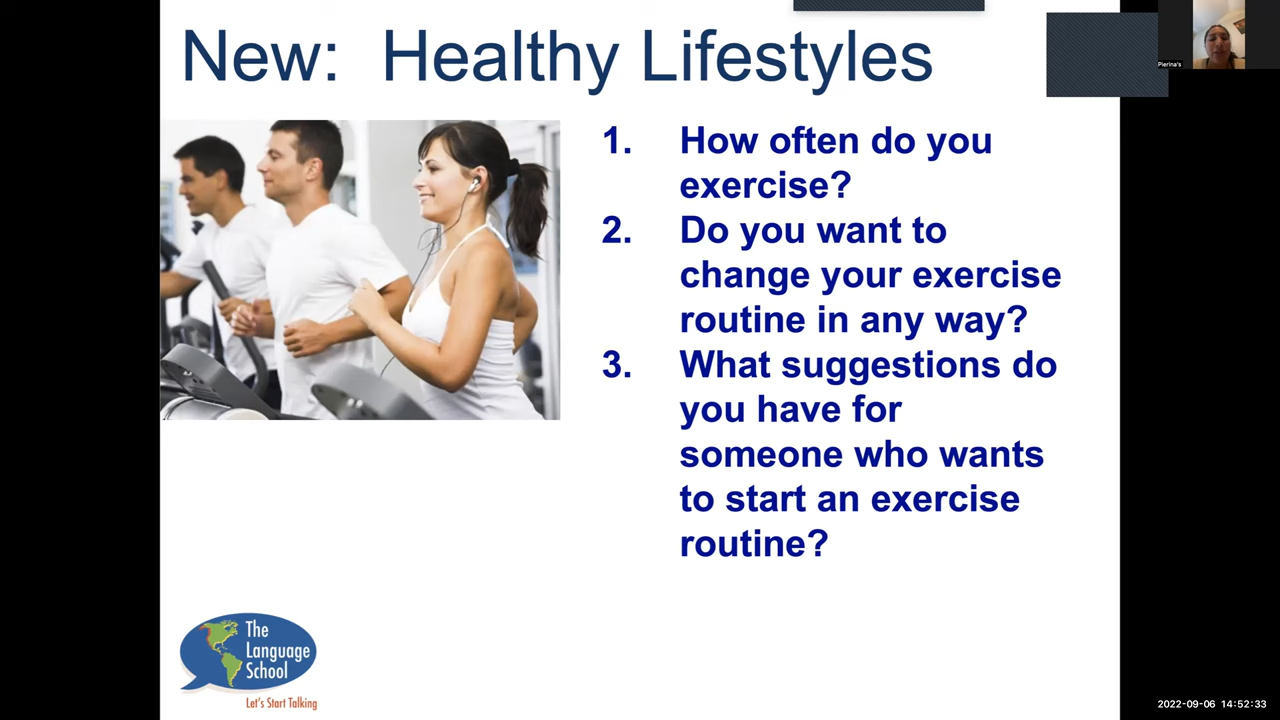 New: Healthy Lifestyles
Pierina's
1. How often do you
exercise?
2. Do you want to
change your exercise
routine in any way?
3. What suggestions do
you have for
someone who wants
to start an exercise
routine?
The
Language
School
Let's Start Talking
2022-09-06 14:52:33